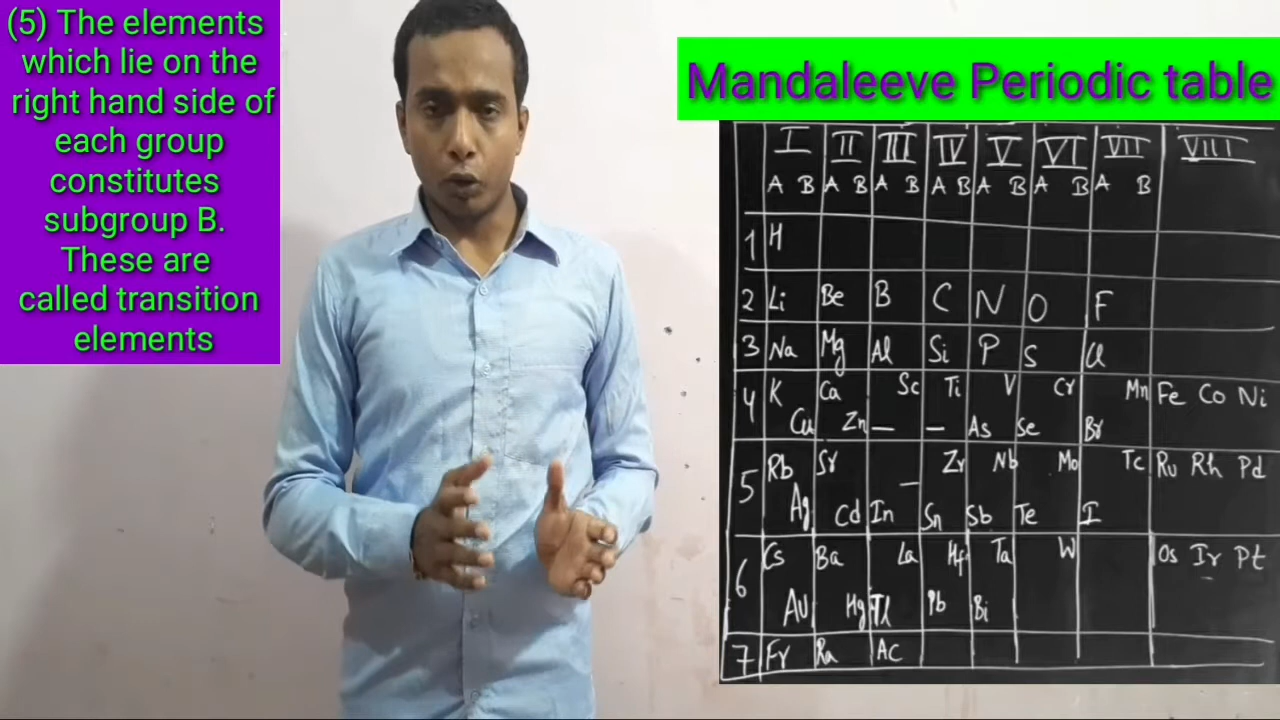 (5) The elements
which lie on the
right hand side of
each group
constitutes
subgroup B.
These are
called transition
elements
Mandaleeve Periodic table
I II III IV V VI VII VIII
A B A B A B A B A B A B A B
1 H
2 Li Be B C N O F
3 Na Mg Al Si P S Cl
4 K Ca Sc Ti V Cr Mn Fe Co Ni
Cu Zn — — As Se Br
5 Rb Sr — Zr Nb Mo Tc Ru Rh Pd
Ag Cd In Sn Sb Te I
6 Cs Ba La Hf Ta W Os Ir Pt
Au Hg Tl Pb Bi
7 Fr Ra Ac